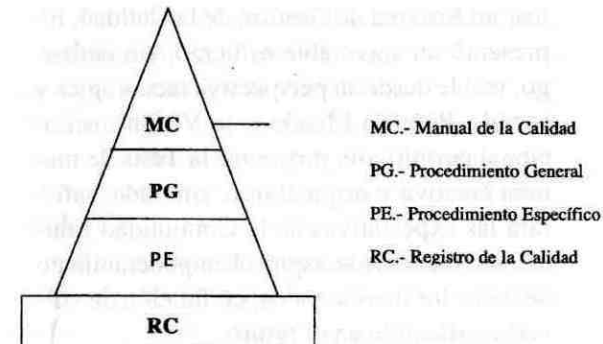 MC
MC.- Manual de la Calidad
PG
PG.- Procedimiento General
PE.- Procedimiento Específico
PE
RC.- Registro de la Calidad
RC